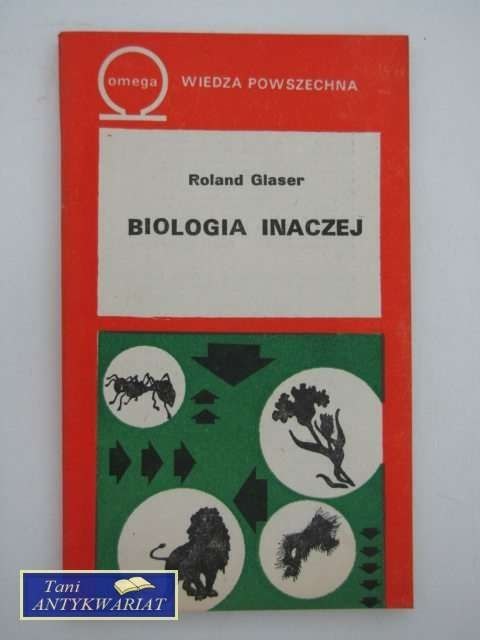 omega
WIEDZA POWSZECHNA
Roland Glaser
BIOLOGIA INACZEJ
Tani
ANTYKWARIAT